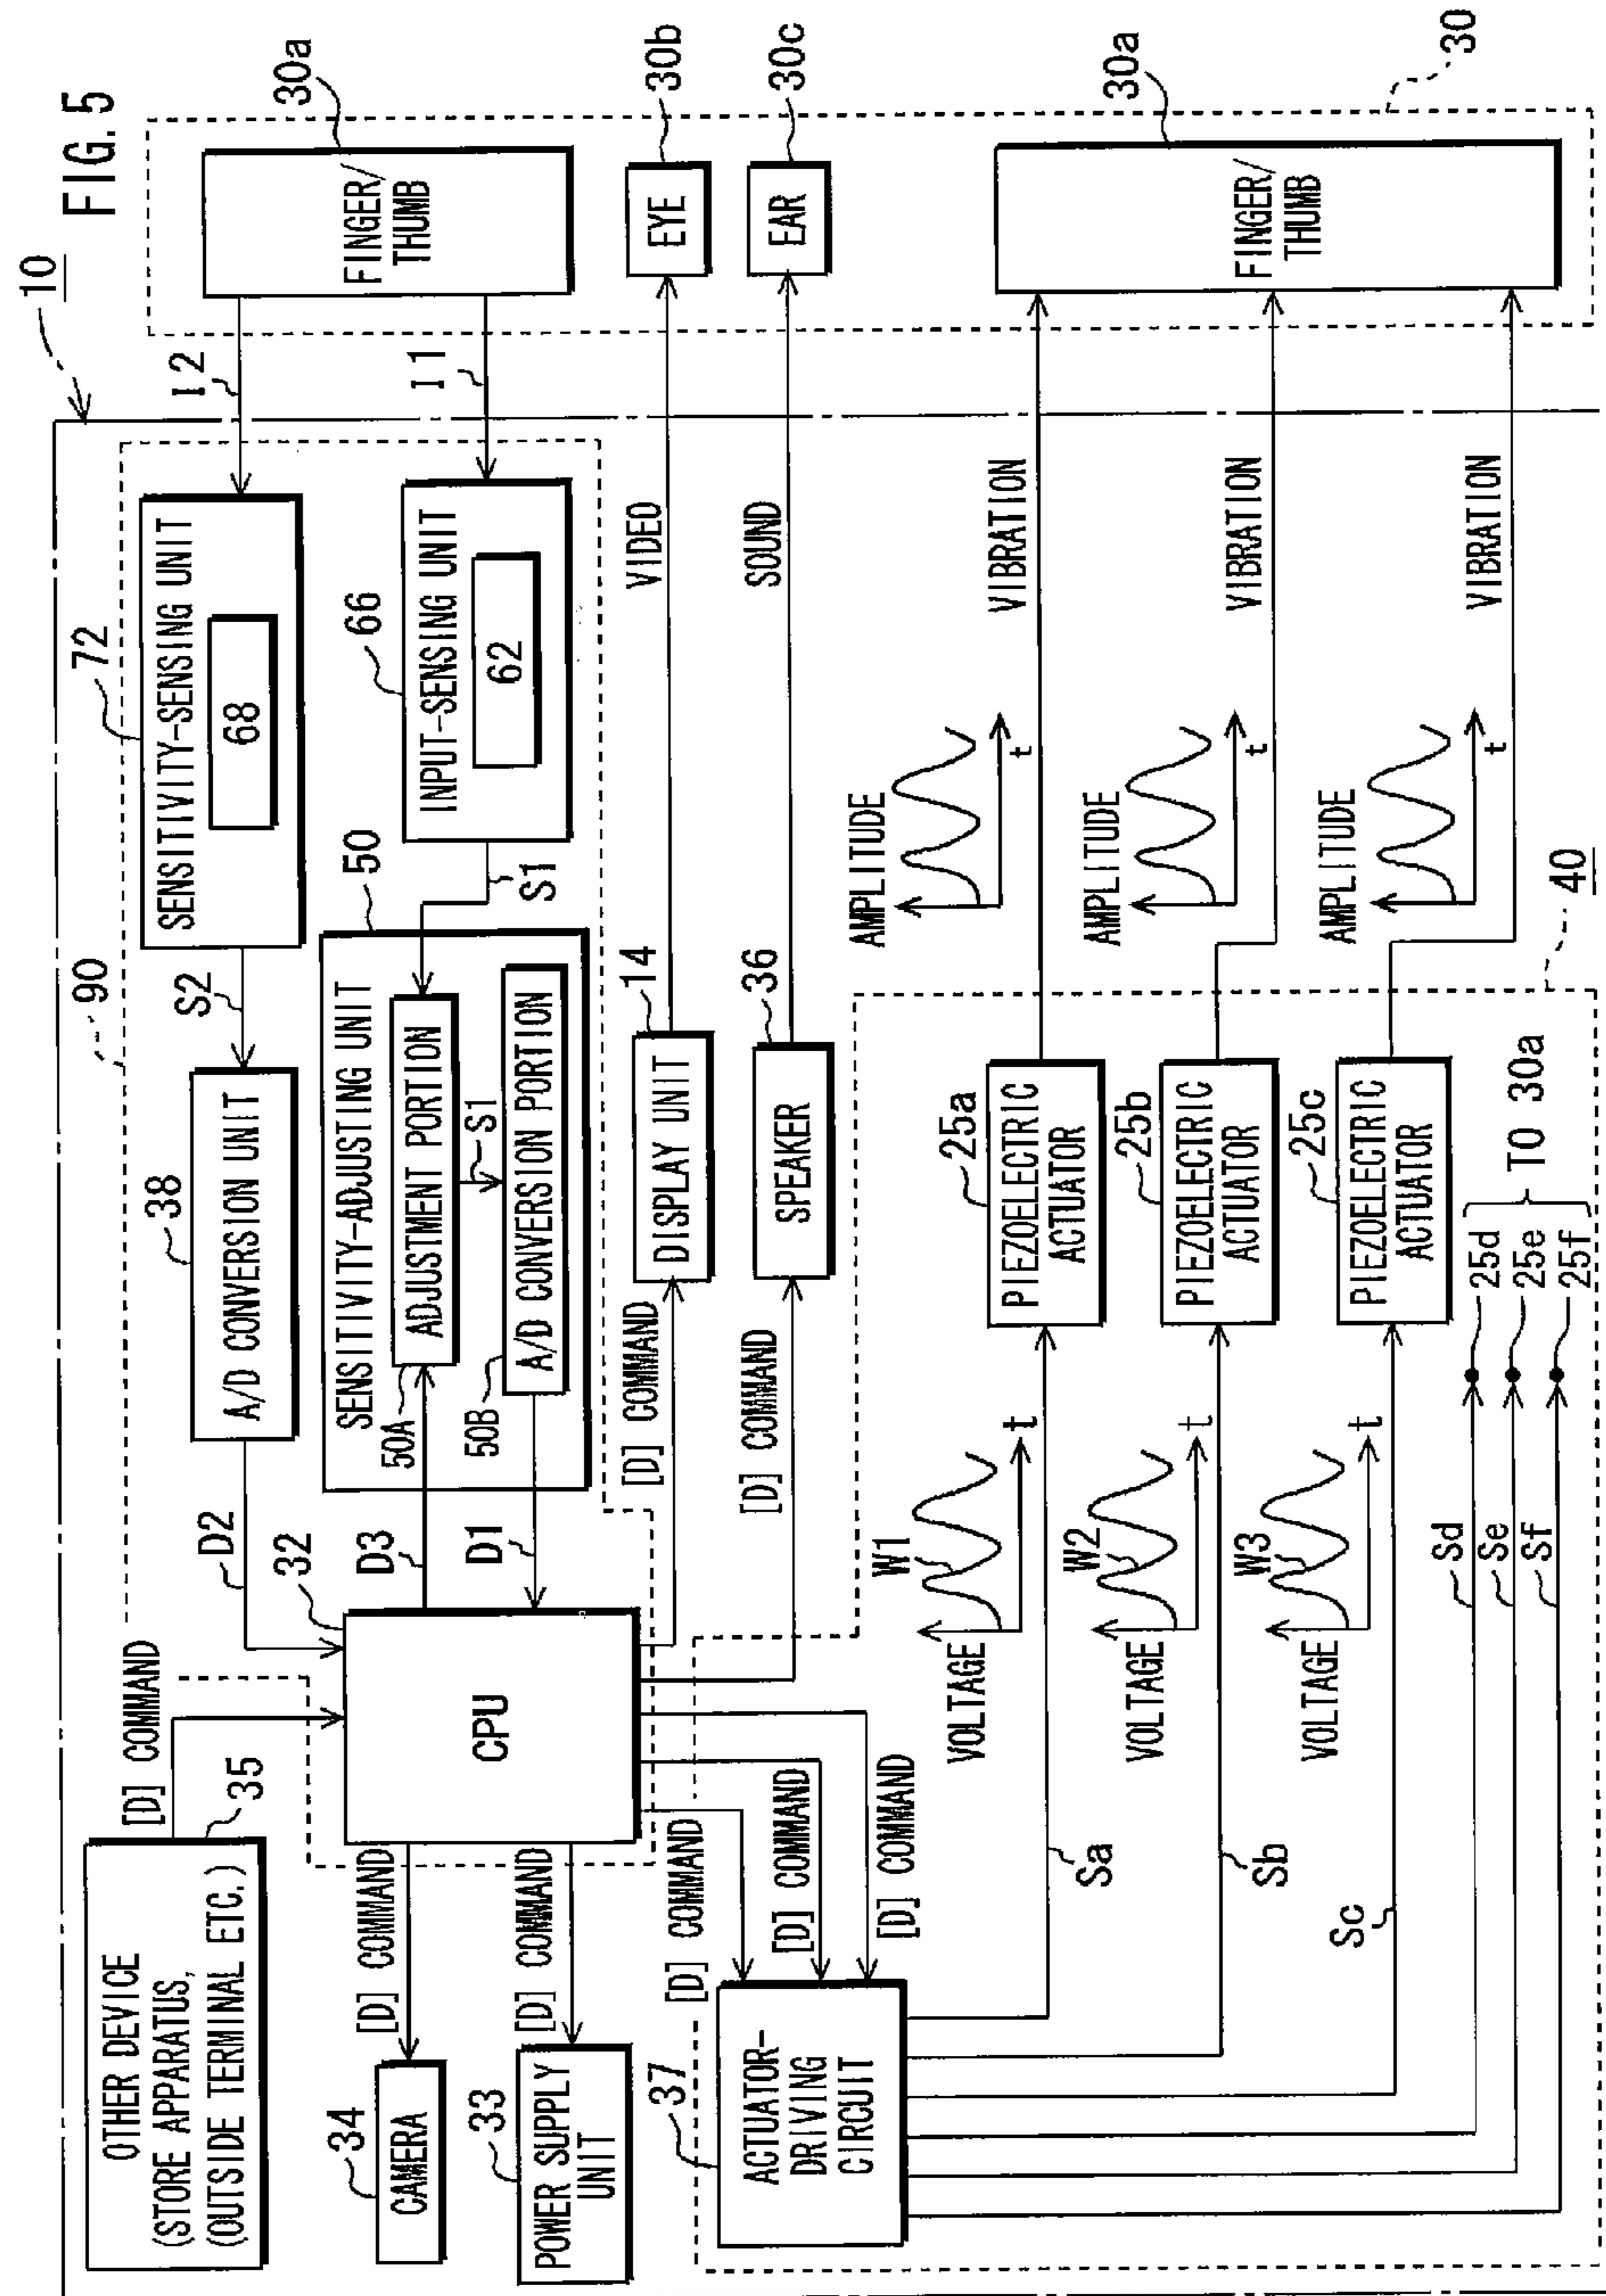 FIG. 5
10
90
[D] COMMAND
OTHER DEVICE
(STORE APPARATUS,
(OUTSIDE TERMINAL ETC.)
35
D2
38
A/D CONVERSION UNIT
S2
72
SENSITIVITY-SENSING UNIT
68
I2
30a
FINGER/
THUMB
34
CAMERA
[D] COMMAND
32
CPU
D3
D1
SENSITIVITY-ADJUSTING UNIT
50
50A
ADJUSTMENT PORTION
S1
50B
A/D CONVERSION PORTION
S1
66
INPUT-SENSING UNIT
62
I1
33
POWER SUPPLY
UNIT
[D] COMMAND
[D] COMMAND
14
DISPLAY UNIT
VIDEO
EYE
30b
[D] COMMAND
36
SPEAKER
SOUND
EAR
30c
37
ACTUATOR-
DRIVING
CIRCUIT
[D] COMMAND
[D] COMMAND
[D] COMMAND
VOLTAGE
W1
t
Sa
25a
PIEZOELECTRIC
ACTUATOR
AMPLITUDE
t
VIBRATION
FINGER/
THUMB
30a
30
VOLTAGE
W2
t
Sb
25b
PIEZOELECTRIC
ACTUATOR
AMPLITUDE
t
VIBRATION
VOLTAGE
W3
t
Sc
25c
PIEZOELECTRIC
ACTUATOR
AMPLITUDE
t
VIBRATION
Sd
Se
Sf
25d
25e
25f
TO 30a
40